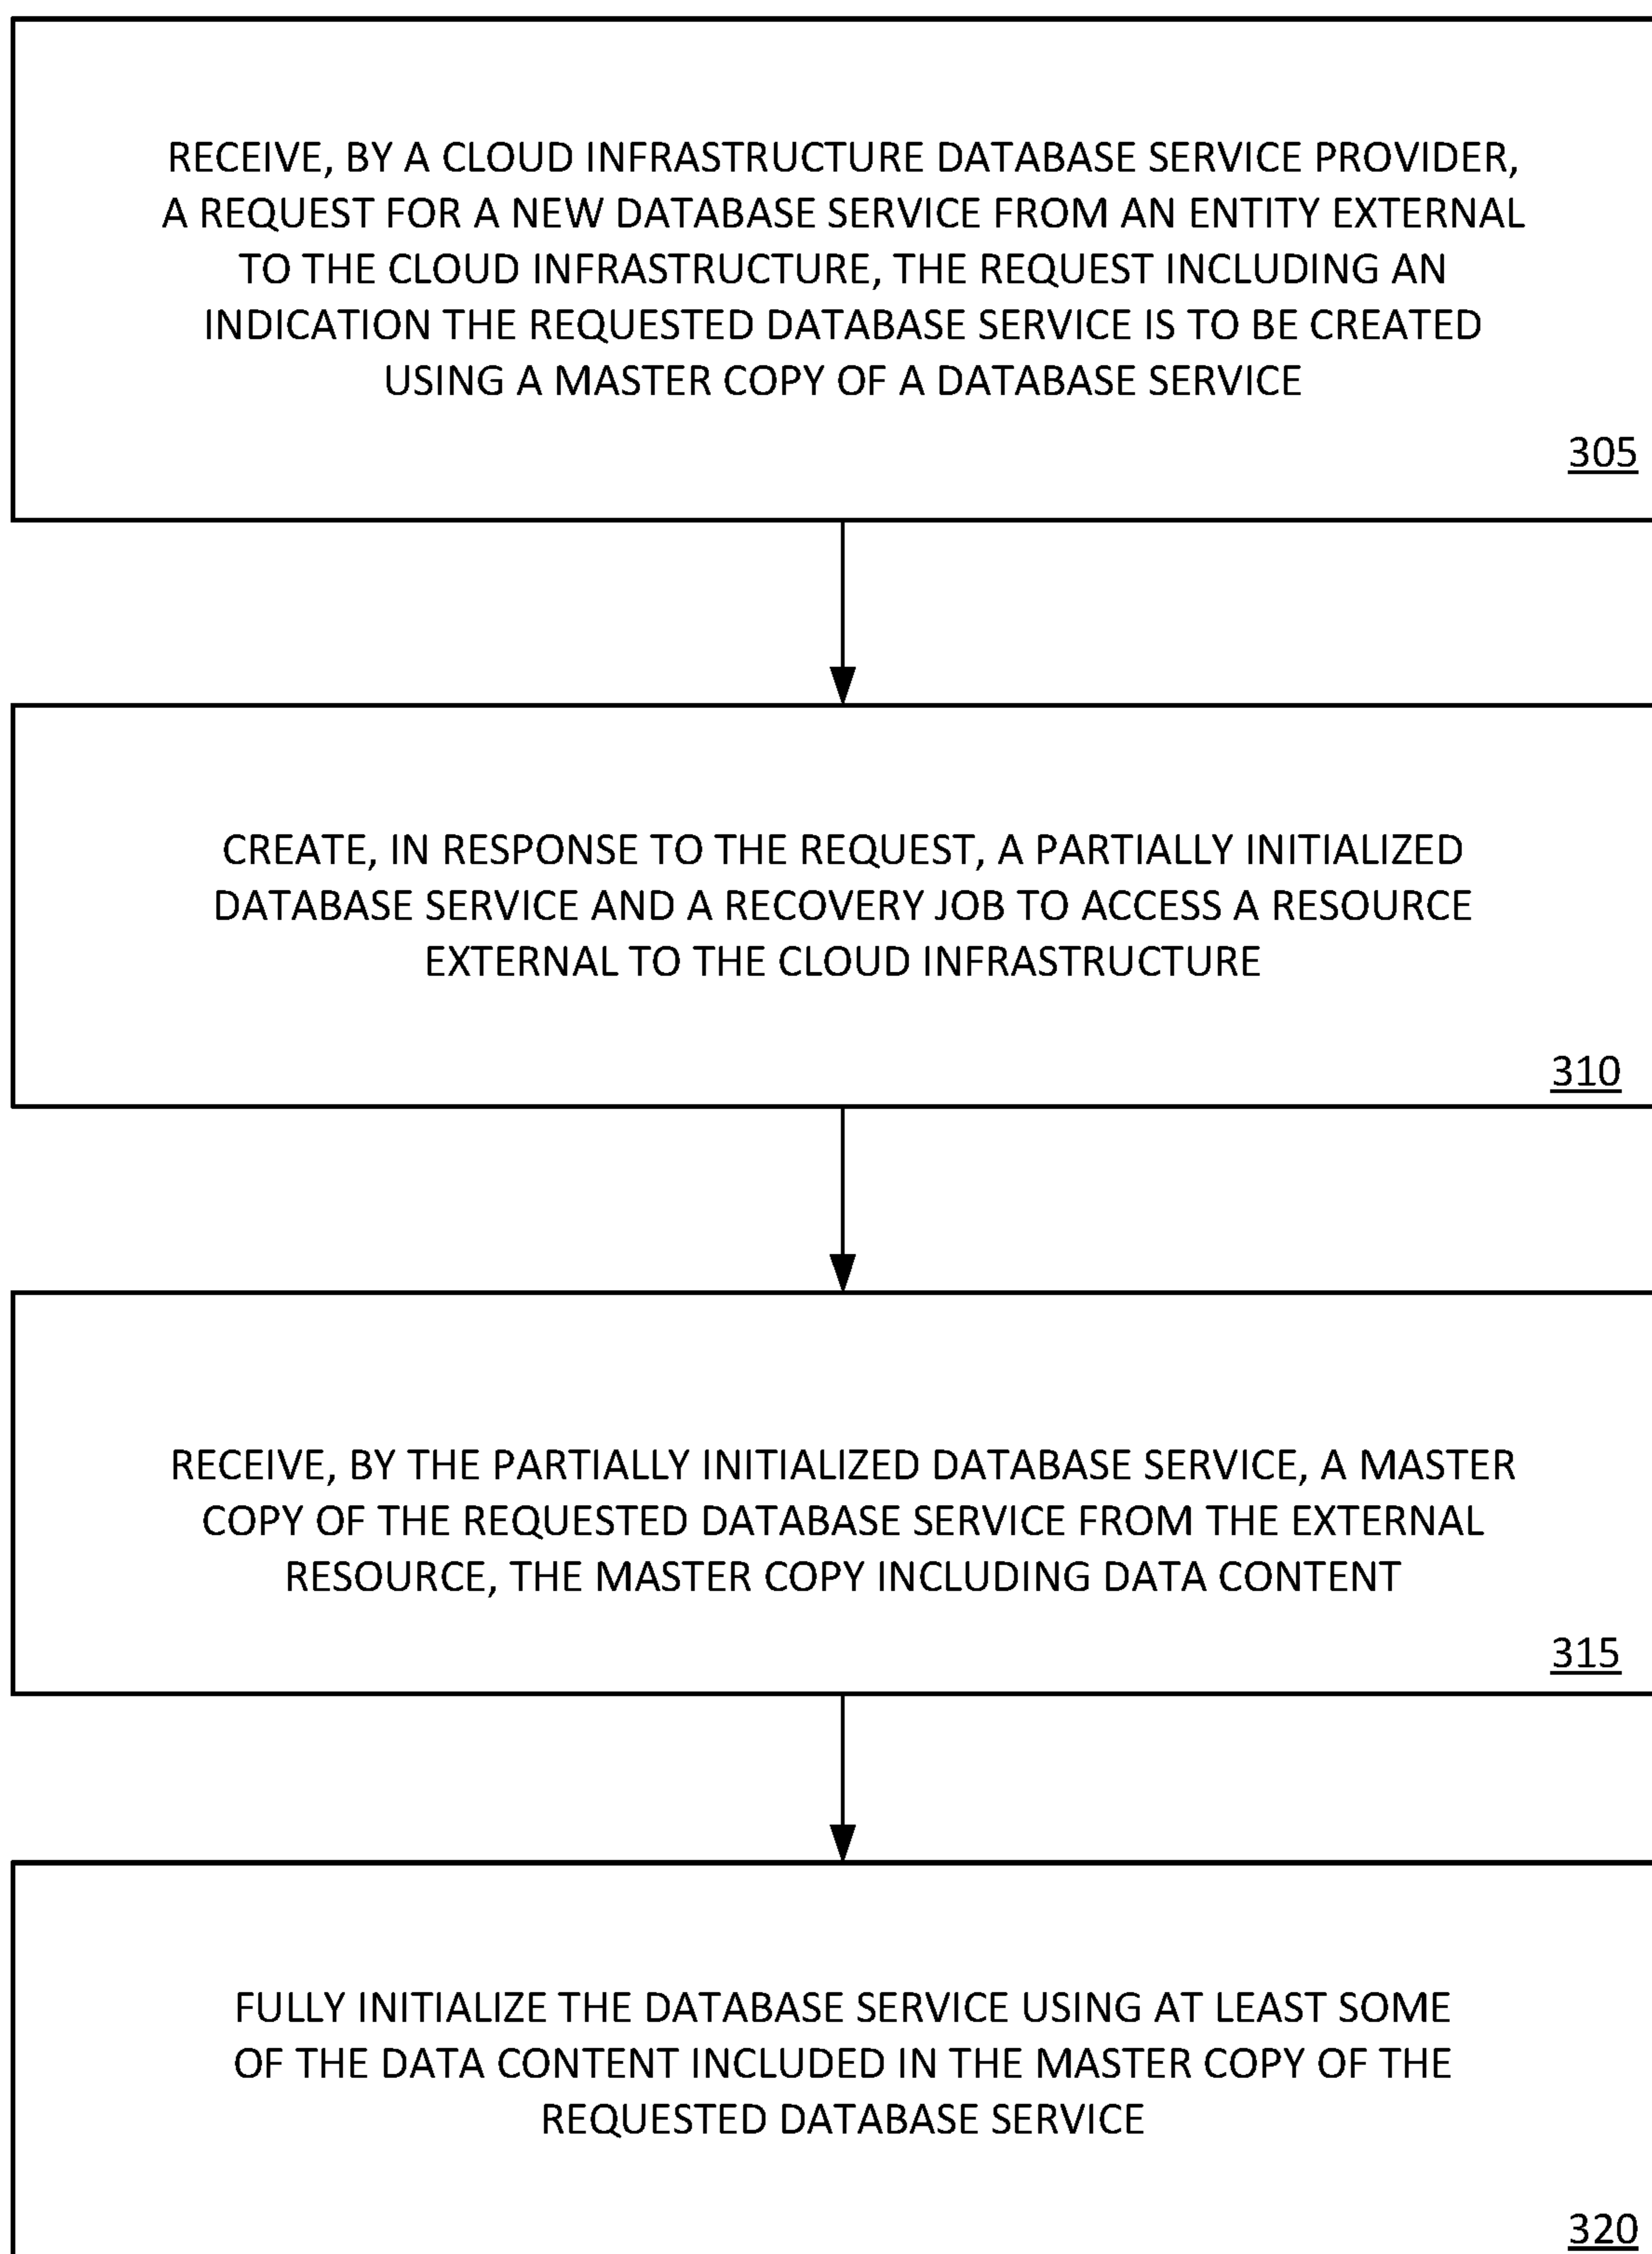 RECEIVE, BY A CLOUD INFRASTRUCTURE DATABASE SERVICE PROVIDER,
A REQUEST FOR A NEW DATABASE SERVICE FROM AN ENTITY EXTERNAL
TO THE CLOUD INFRASTRUCTURE, THE REQUEST INCLUDING AN
INDICATION THE REQUESTED DATABASE SERVICE IS TO BE CREATED
USING A MASTER COPY OF A DATABASE SERVICE
305
CREATE, IN RESPONSE TO THE REQUEST, A PARTIALLY INITIALIZED
DATABASE SERVICE AND A RECOVERY JOB TO ACCESS A RESOURCE
EXTERNAL TO THE CLOUD INFRASTRUCTURE
310
RECEIVE, BY THE PARTIALLY INITIALIZED DATABASE SERVICE, A MASTER
COPY OF THE REQUESTED DATABASE SERVICE FROM THE EXTERNAL
RESOURCE, THE MASTER COPY INCLUDING DATA CONTENT
315
FULLY INITIALIZE THE DATABASE SERVICE USING AT LEAST SOME
OF THE DATA CONTENT INCLUDED IN THE MASTER COPY OF THE
REQUESTED DATABASE SERVICE
320